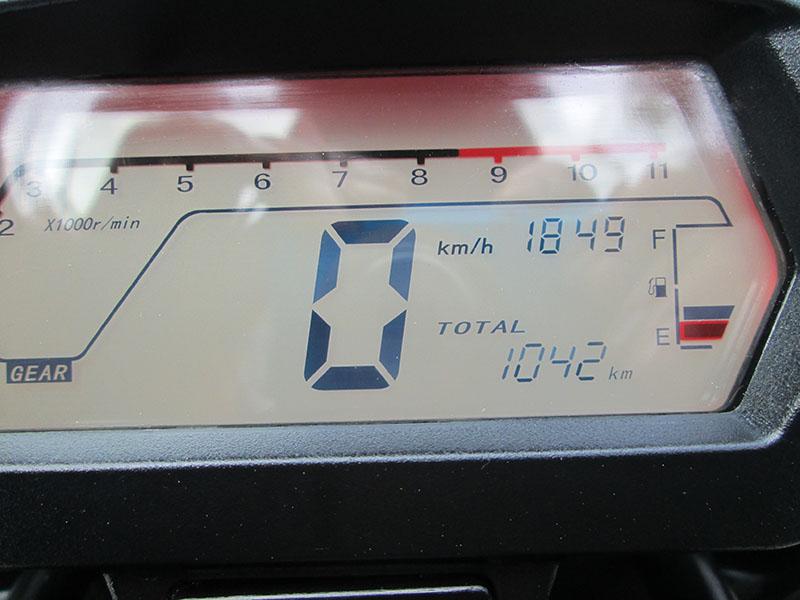 2 3 4 5 6 7 8 9 10 11
X1000r/min
0 km/h 1849 F
TOTAL E
GEAR 1042 km